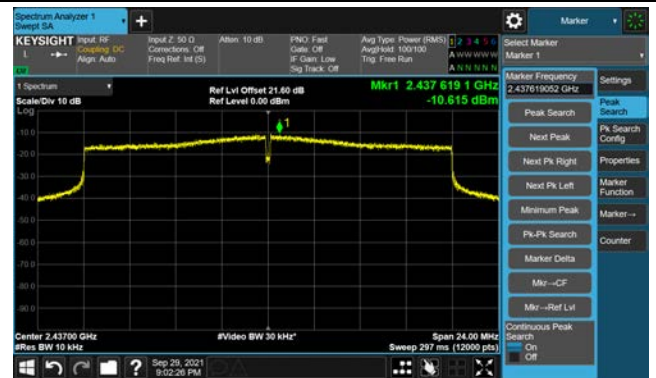 Spectrum Analyzer 1
Swept SA
+
Marker
KEYSIGHT
L
Input: RF
Coupling: DC
Align: Auto
Input Z: 50 Ω
Corrections: Off
Freq Ref: Int (S)
Atten: 10 dB
PNO: Fast
Gate: Off
IF Gain: Low
Sig Track: Off
Avg Type: Power (RMS)
Avg|Hold: 100/100
Trig: Free Run
1 2 3 4 5 6
A W W W W W
A N N N N N
Select Marker
Marker 1
Marker Frequency
2.437619052 GHz
Settings
Peak Search
Next Peak
Next Pk Right
Next Pk Left
Minimum Peak
Pk-Pk Search
Marker Delta
Mkr→CF
Mkr→Ref Lvl
Continuous Peak
Search
On
Off
Peak
Search
Pk Search
Config
Properties
Marker
Function
Marker→
Counter
1 Spectrum
Scale/Div 10 dB
Log
Ref Lvl Offset 21.60 dB
Ref Level 0.00 dBm
Mkr1 2.437 619 1 GHz
-10.615 dBm
1
-10.0
-20.0
-30.0
-40.0
-50.0
-60.0
-70.0
-80.0
-90.0
Center 2.43700 GHz
#Res BW 10 kHz
#Video BW 30 kHz*
Span 24.00 MHz
Sweep 297 ms (12000 pts)
?
Sep 29, 2021
9:02:26 PM